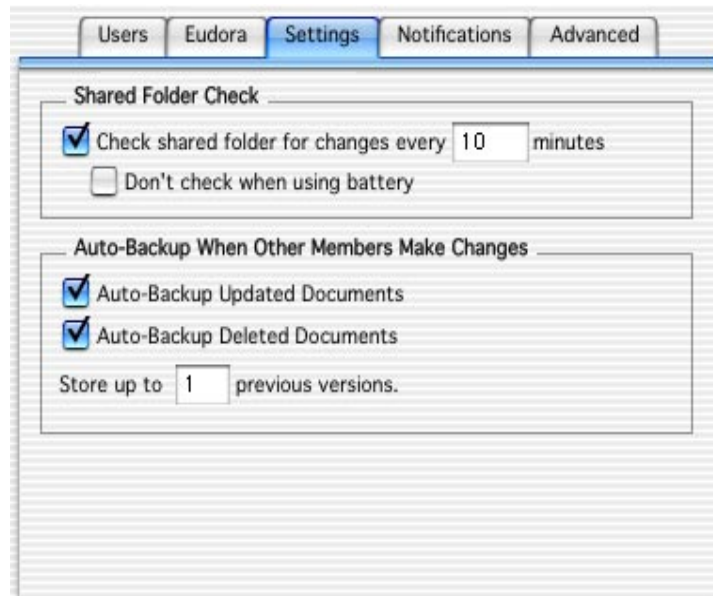 Users Eudora Settings Notifications Advanced
Shared Folder Check
Check shared folder for changes every 10 minutes
Don't check when using battery
Auto-Backup When Other Members Make Changes
Auto-Backup Updated Documents
Auto-Backup Deleted Documents
Store up to 1 previous versions.